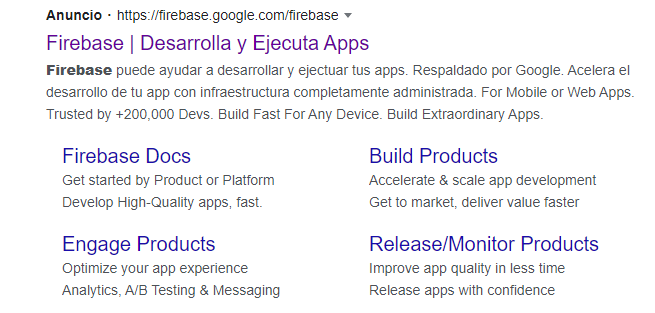 Anuncio · https://firebase.google.com/firebase
Firebase | Desarrolla y Ejecuta Apps
Firebase puede ayudar a desarrollar y ejectuar tus apps. Respaldado por Google. Acelera el
desarrollo de tu app con infraestructura completamente administrada. For Mobile or Web Apps.
Trusted by +200,000 Devs. Build Fast For Any Device. Build Extraordinary Apps.
Firebase Docs
Get started by Product or Platform
Develop High-Quality apps, fast.
Build Products
Accelerate & scale app development
Get to market, deliver value faster
Engage Products
Optimize your app experience
Analytics, A/B Testing & Messaging
Release/Monitor Products
Improve app quality in less time
Release apps with confidence